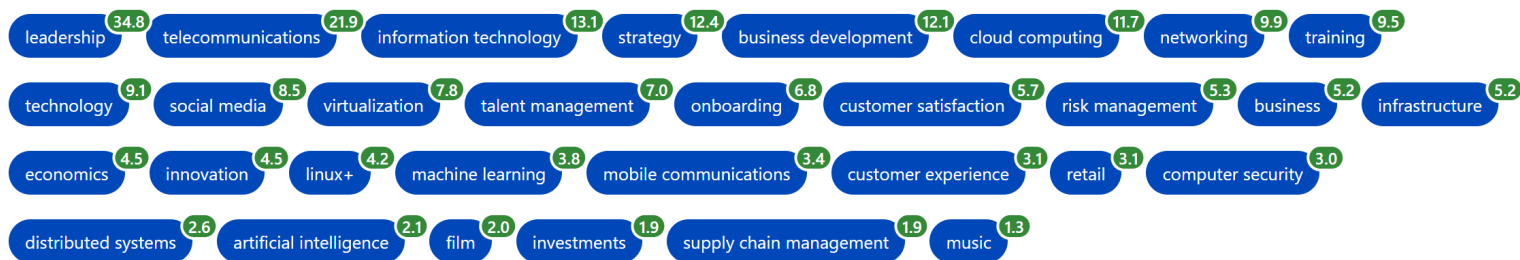 leadership 34.8 telecommunications 21.9 information technology 13.1 strategy 12.4 business development 12.1 cloud computing 11.7 networking 9.9 training 9.5
technology 9.1 social media 8.5 virtualization 7.8 talent management 7.0 onboarding 6.8 customer satisfaction 5.7 risk management 5.3 business 5.2 infrastructure 5.2
economics 4.5 innovation 4.5 linux+ 4.2 machine learning 3.8 mobile communications 3.4 customer experience 3.1 retail 3.1 computer security 3.0
distributed systems 2.6 artificial intelligence 2.1 film 2.0 investments 1.9 supply chain management 1.9 music 1.3